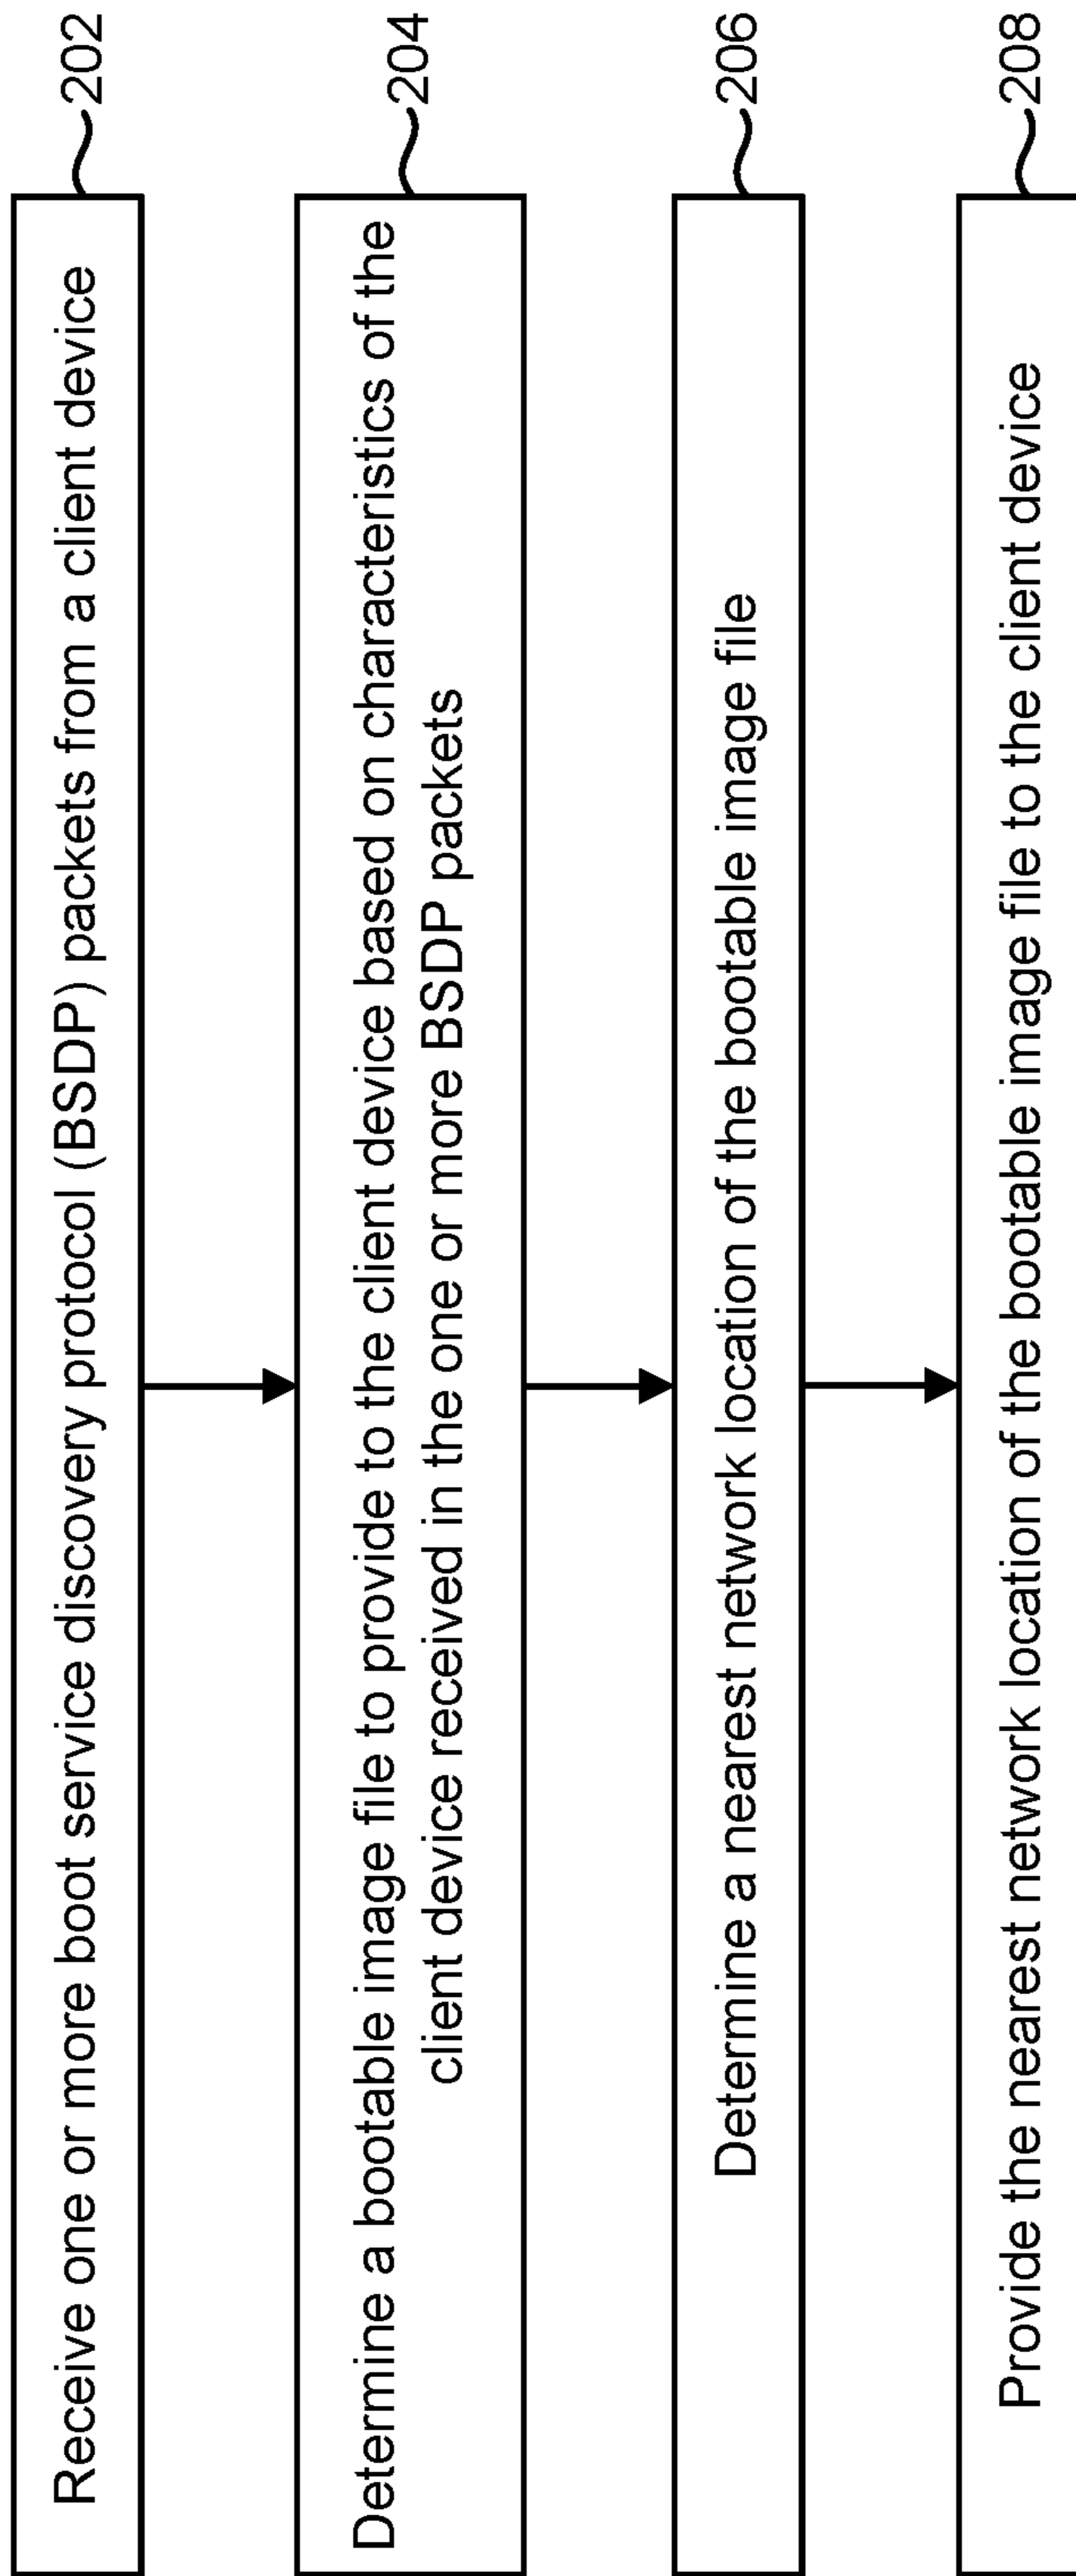 Receive one or more boot service discovery protocol (BSDP) packets from a client device
202
Determine a bootable image file to provide to the client device based on characteristics of the
client device received in the one or more BSDP packets
204
Determine a nearest network location of the bootable image file
206
Provide the nearest network location of the bootable image file to the client device
208